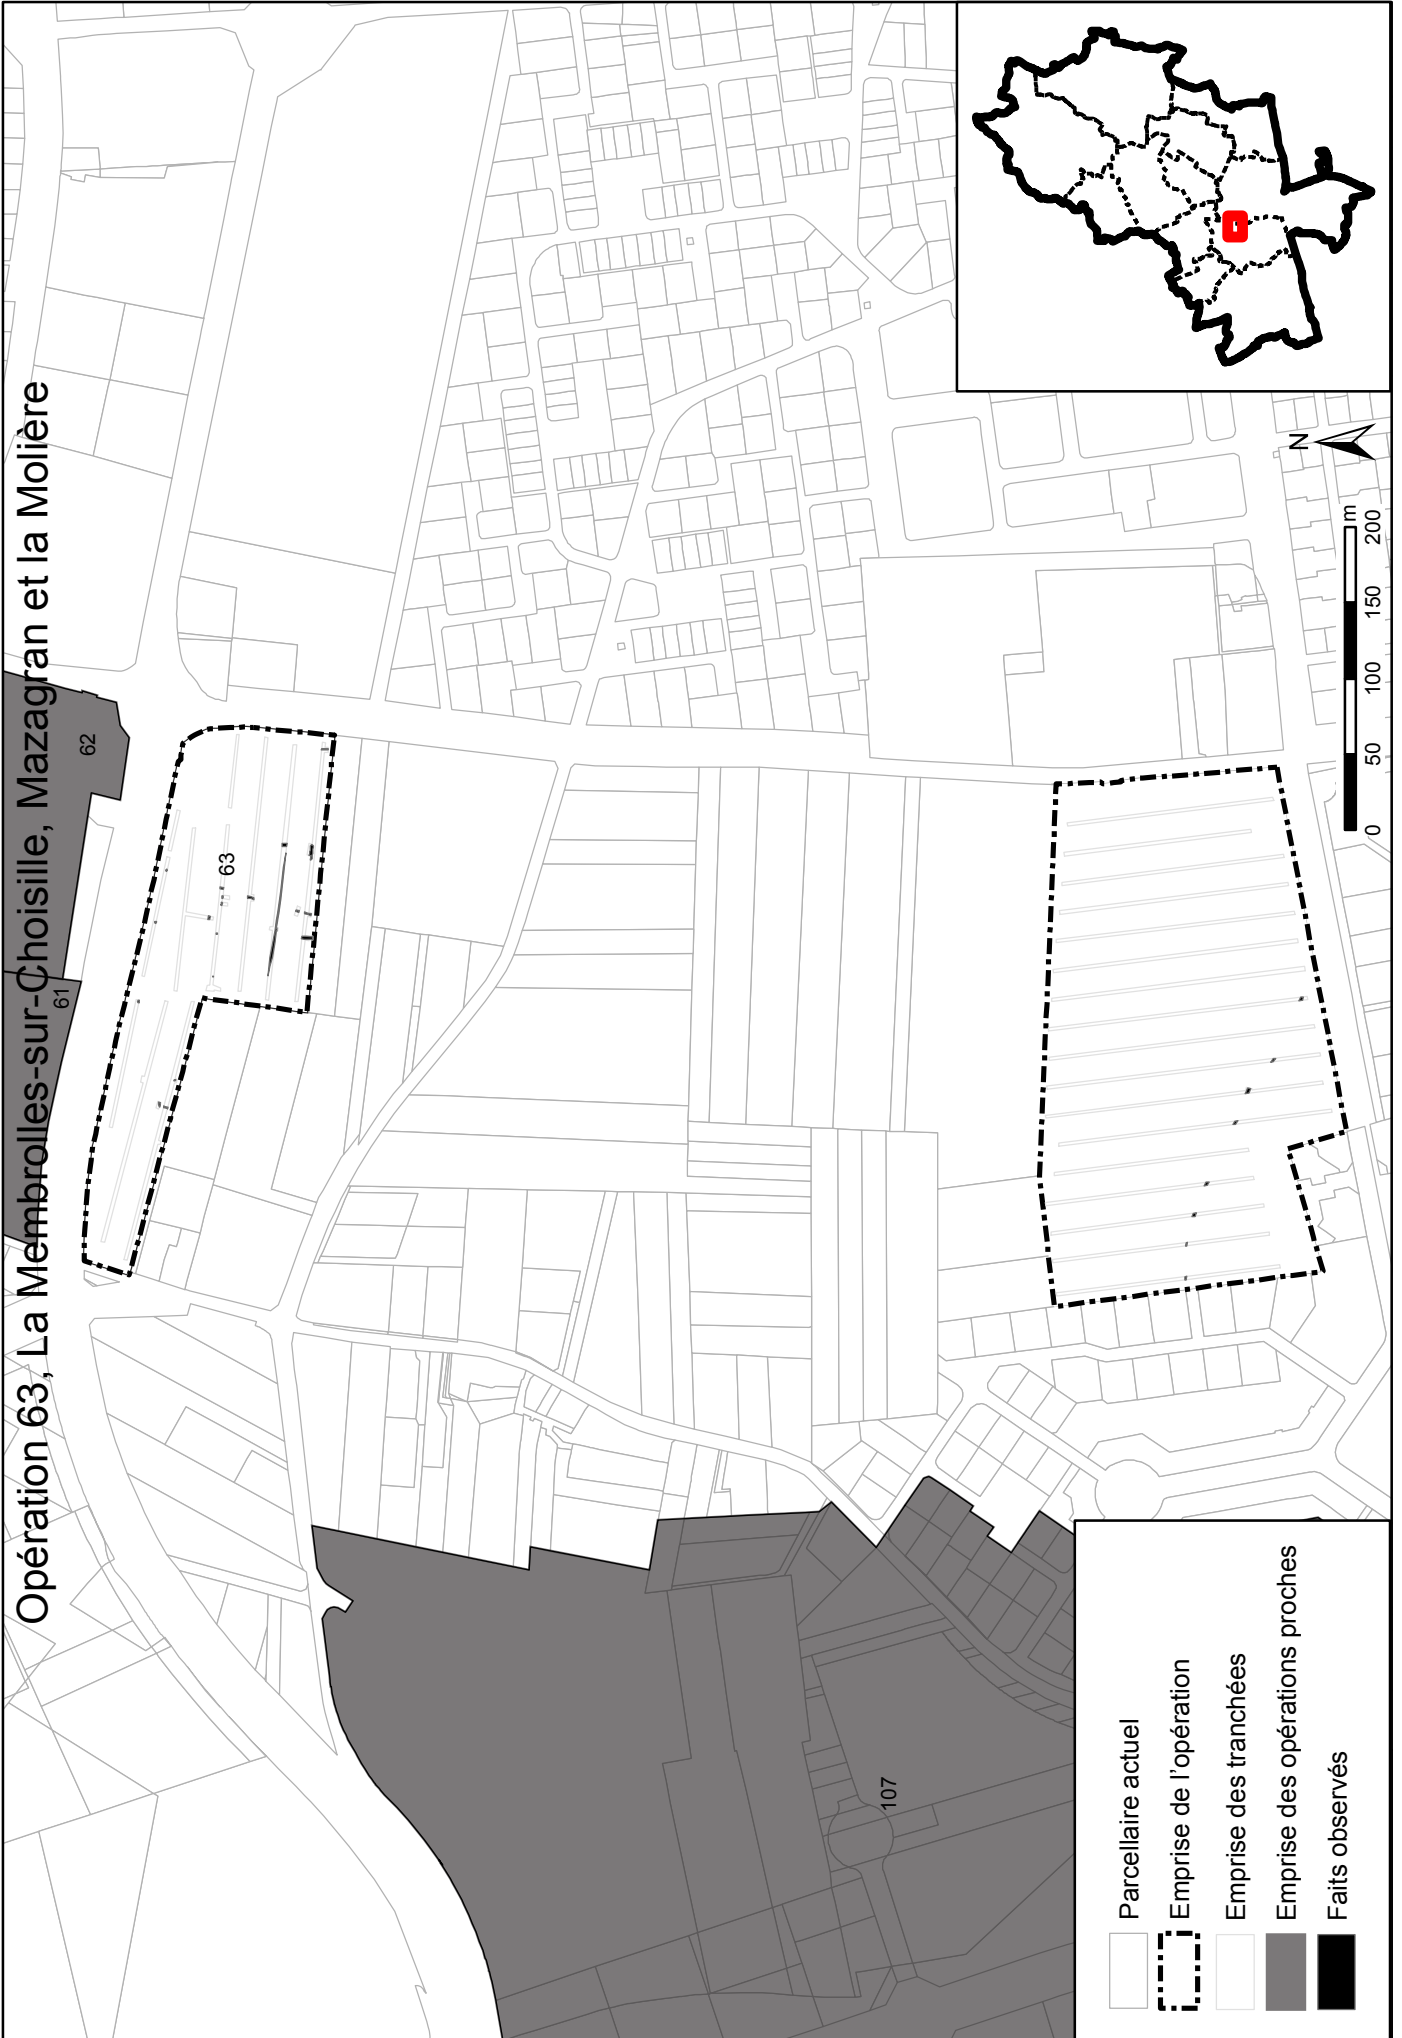 Opération 63, La Membrolles-sur-Choisille, Mazagran et la Molière
61
62
63
107
N
0 50 100 150 200 m
Parcellaire actuel
Emprise de l'opération
Emprise des tranchées
Emprise des opérations proches
Faits observés